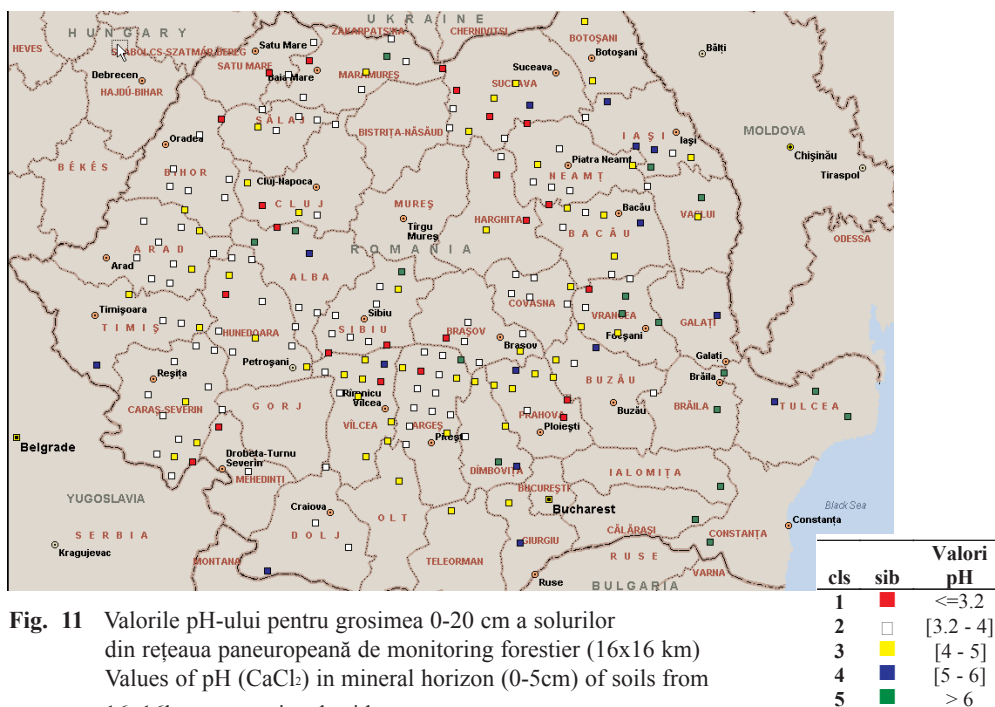 UKRAINE
HUNGARY
ZAKARPATSKA
CHERNIVITSI
BOTOŞANI
HEVES
SZABOLCS-SZATMÁR-BEREG
Satu Mare
Botoşani
Bălti
SATU MARE
Baia Mare
MARAMUREŞ
Suceava
SUCEAVA
Debrecen
HAJDÚ-BIHAR
SĂLAJ
BISTRIŢA-NĂSĂUD
IAŞI
Iaşi
MOLDOVA
Oradea
Chişinău
BÉKÉS
BIHOR
Piatra Neamţ
NEAMŢ
Tiraspol
Cluj-Napoca
CLUJ
MUREŞ
Tîrgu
Mureş
HARGHITA
Bacău
BACĂU
VASLUI
ODESSA
ARAD
ROMANIA
Arad
ALBA
COVASNA
VRANCEA
Timişoara
TIMIŞ
Sibiu
SIBIU
HUNEDOARA
BRAŞOV
Braşov
Focşani
GALAŢI
Petroşani
Galaţi
Reşiţa
Brăila
BUZĂU
Rîmnicu
Vîlcea
CARAŞ-SEVERIN
GORJ
VÎLCEA
ARGEŞ
PRAHOVA
Buzău
BRĂILA
TULCEA
Ploieşti
Piteşti
Belgrade
Drobeta-Turnu
Severin
MEHEDINŢI
DÎMBOVIŢA
IALOMIŢA
BUCUREŞTI
Bucharest
YUGOSLAVIA
Craiova
OLT
Black Sea
Constanţa
SERBIA
DOLJ
GIURGIU
CĂLĂRAŞI
CONSTANŢA
Kragujevac
MONTANA
TELEORMAN
RUSE
VARNA
Ruse
BULGARIA
Valori
cls sib pH
1 <=3.2
2 [3.2 - 4]
3 [4 - 5]
4 [5 - 6]
5 > 6
Fig. 11 Valorile pH-ului pentru grosimea 0-20 cm a solurilor
din reţeaua paneuropeană de monitoring forestier (16x16 km)
Values of pH (CaCl₂) in mineral horizon (0-5cm) of soils from